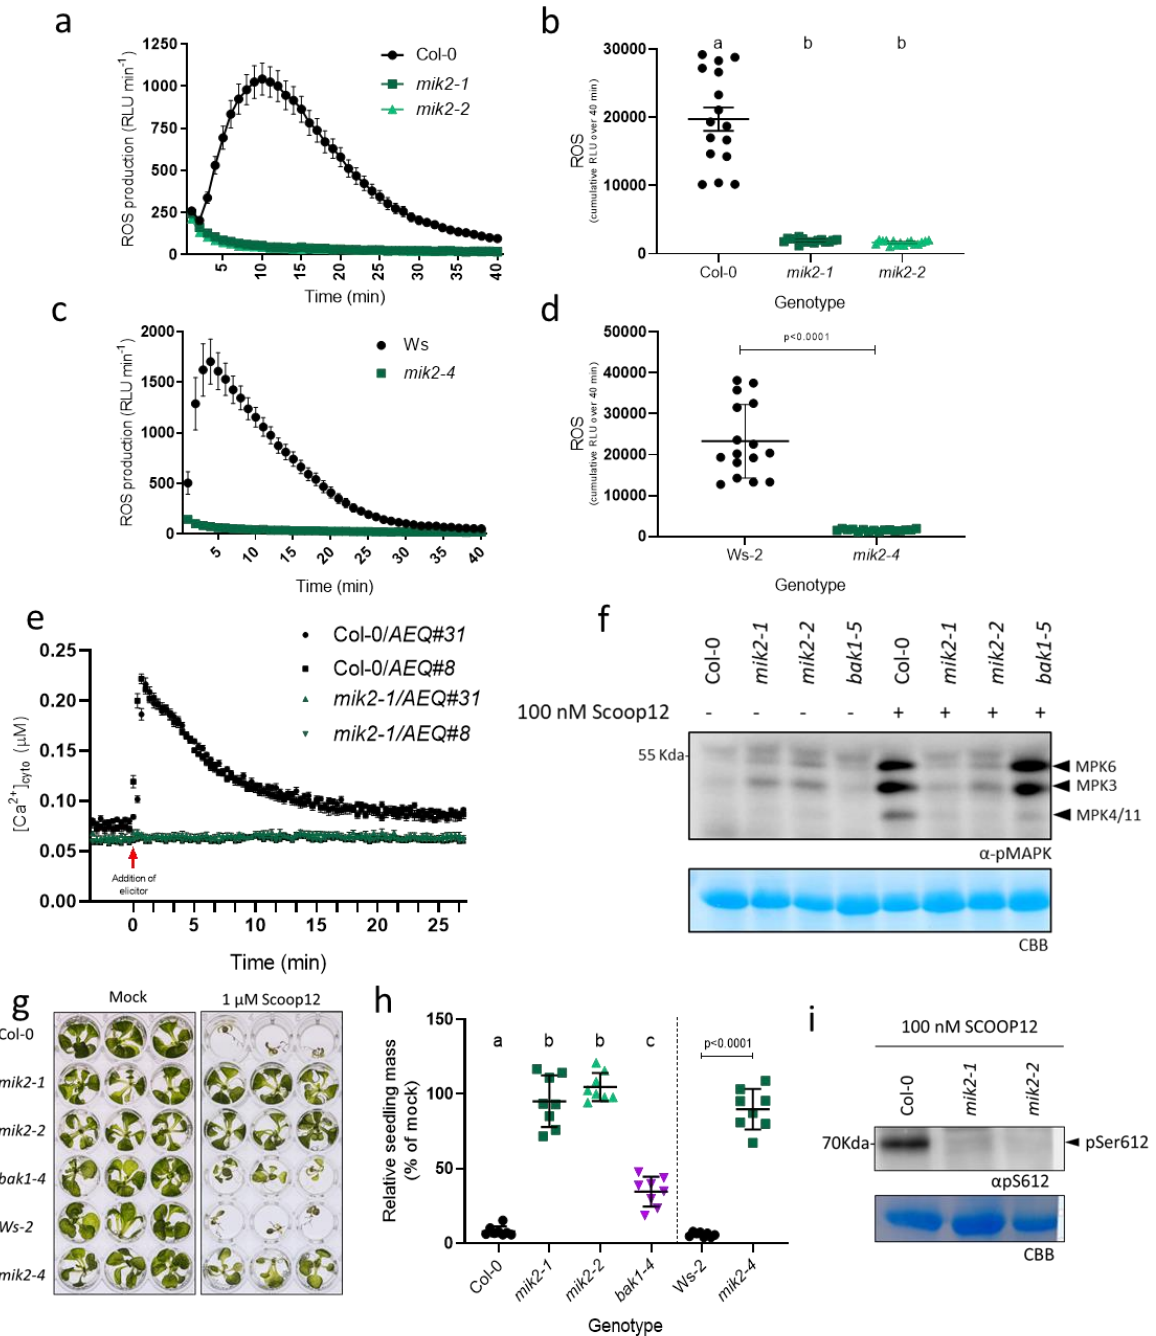 a
ROS production (RLU min⁻¹)
1250
1000
750
500
250
0
5 10 15 20 25 30 35 40
Time (min)
Col-0
mik2-1
mik2-2
b
ROS
(cumulative RLU over 40 min)
30000
20000
10000
0
a b b
Col-0 mik2-1 mik2-2
Genotype
c
ROS production (RLU min⁻¹)
2000
1500
1000
500
0
5 10 15 20 25 30 35 40
Time (min)
Ws
mik2-4
d
ROS
(cumulative RLU over 40 min)
50000
40000
30000
20000
10000
0
p<0.0001
Ws-2 mik2-4
Genotype
e
[Ca²⁺]cyto (μM)
0.25
0.20
0.15
0.10
0.05
0.00
Col-0/AEQ#31
Col-0/AEQ#8
mik2-1/AEQ#31
mik2-1/AEQ#8
Addition of
elicitor
0 5 10 15 20 25
Time (min)
f
Col-0 mik2-1 mik2-2 bak1-5 Col-0 mik2-1 mik2-2 bak1-5
100 nM Scoop12 - - - - + + + +
55 Kda-
MPK6
MPK3
MPK4/11
α-pMAPK
CBB
g
Mock 1 μM Scoop12
Col-0
mik2-1
mik2-2
bak1-4
Ws-2
mik2-4
h
Relative seedling mass
(% of mock)
150
100
50
0
a b b c p<0.0001
Col-0 mik2-1 mik2-2 bak1-4 Ws-2 mik2-4
Genotype
i
100 nM SCOOP12
Col-0 mik2-1 mik2-2
70Kda- pSer612
αpS612
CBB